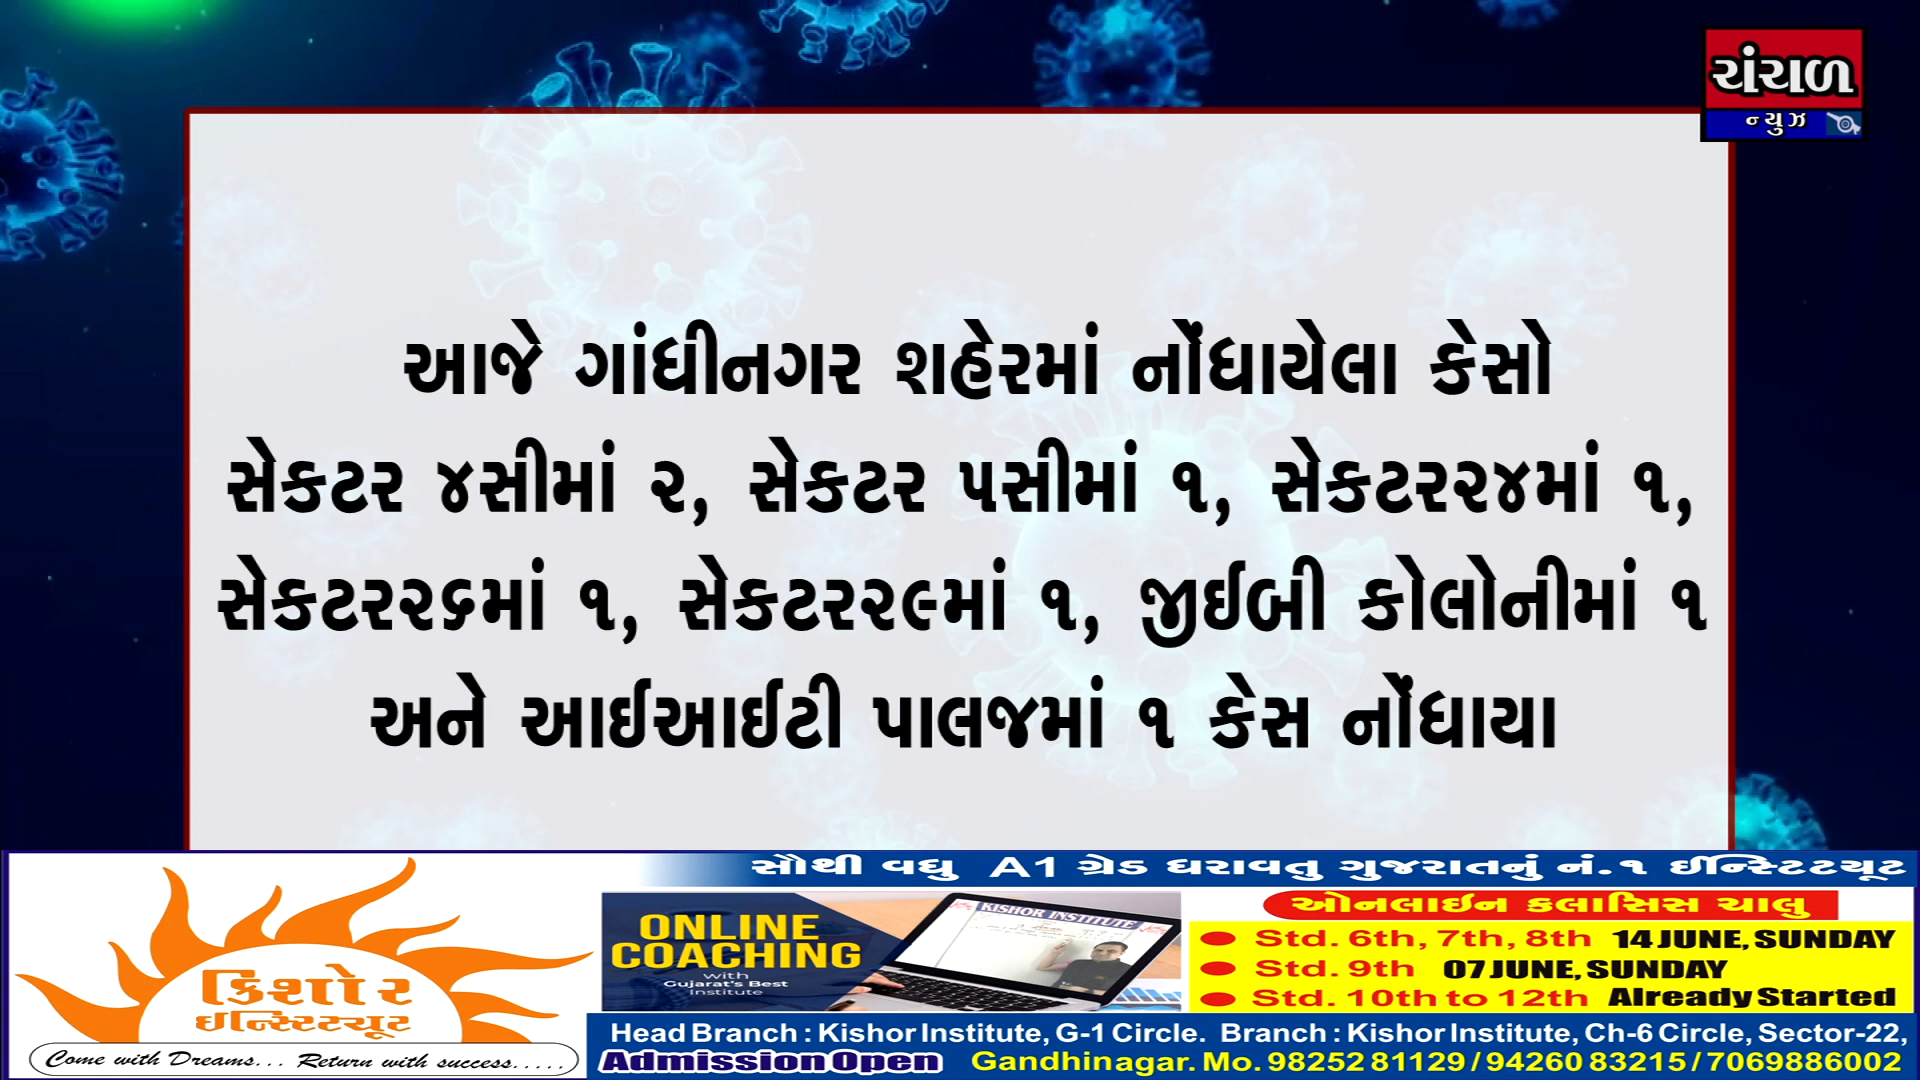 ચંચળ
ન્યુઝ
આજે ગાંધીનગર શહેરમાં નોંધાયેલા કેસો
સેકટર ૪સીમાં ૨, સેકટર ૫સીમાં ૧, સેકટર૨૪માં ૧,
સેકટર૨૬માં ૧, સેકટર૨૯માં ૧, જીઈબી કોલોનીમાં ૧
અને આઈઆઈટી પાલજમાં ૧ કેસ નોંધાયા
સૌથી વધુ A1 ગ્રેડ ધરાવતુ ગુજરાતનું નં.૧ ઈન્સ્ટિટયૂટ
કિશોર
ઇન્સ્ટિટયૂટ
Come with Dreams... Return with success.....
ONLINE
COACHING
with
Gujarat's Best
Institute
KISHOR INSTITUTE
ઓનલાઇન કલાસિસ ચાલુ
Std. 6th, 7th, 8th 14 JUNE, SUNDAY
Std. 9th 07 JUNE, SUNDAY
Std. 10th to 12th Already Started
Head Branch : Kishor Institute, G-1 Circle. Branch : Kishor Institute, Ch-6 Circle, Sector-22,
Admission Open Gandhinagar. Mo. 98252 81129 / 94260 83215 / 7069886002